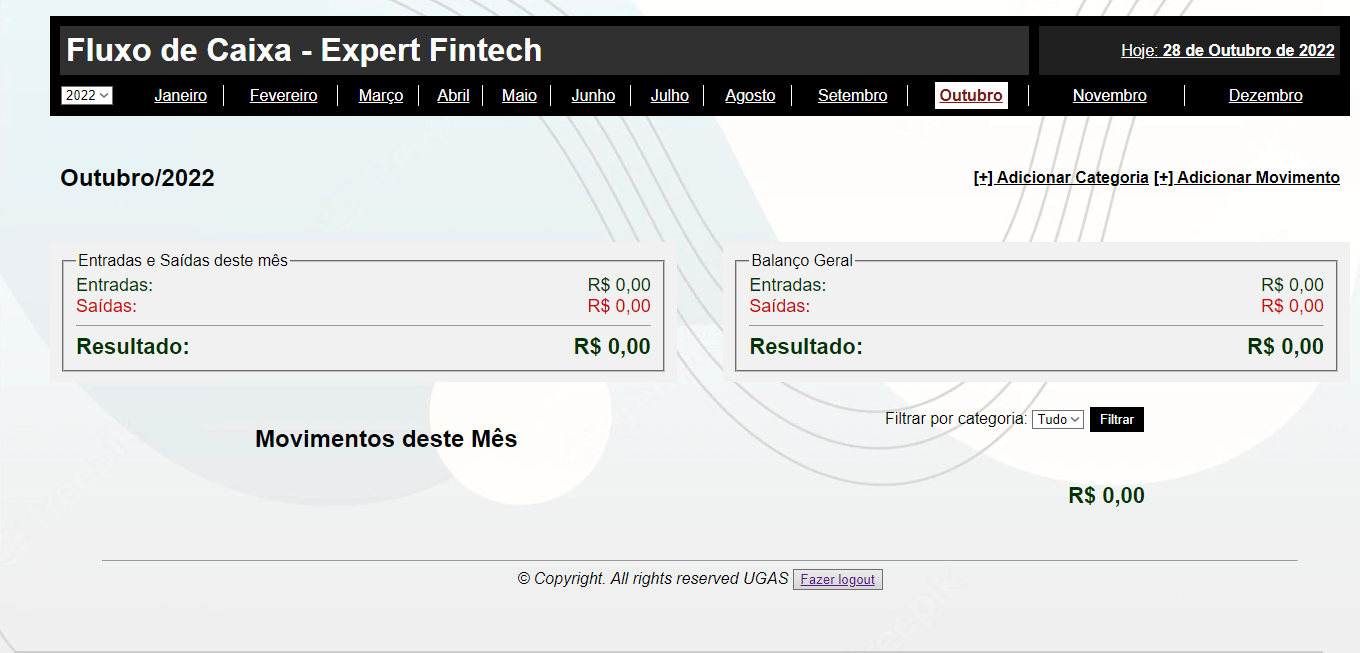 Fluxo de Caixa - Expert Fintech
Hoje: 28 de Outubro de 2022
2022 Janeiro Fevereiro Março Abril Maio Junho Julho Agosto Setembro Outubro Novembro Dezembro
Outubro/2022
[+] Adicionar Categoria [+] Adicionar Movimento
Entradas e Saídas deste mês
Entradas: R$ 0,00
Saídas: R$ 0,00
Resultado: R$ 0,00
Balanço Geral
Entradas: R$ 0,00
Saídas: R$ 0,00
Resultado: R$ 0,00
Movimentos deste Mês
Filtrar por categoria: Tudo Filtrar
R$ 0,00
© Copyright. All rights reserved UGAS Fazer logout